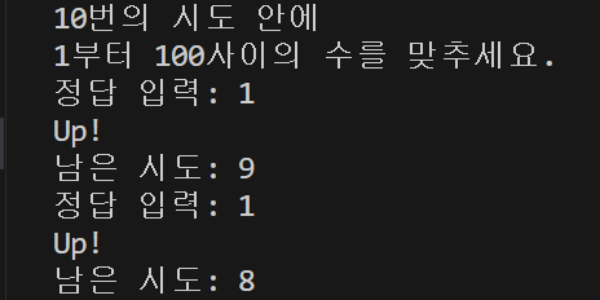 10번의 시도 안에
1부터 100사이의 수를 맞추세요.
정답 입력: 1
Up!
남은 시도: 9
정답 입력: 1
Up!
남은 시도: 8